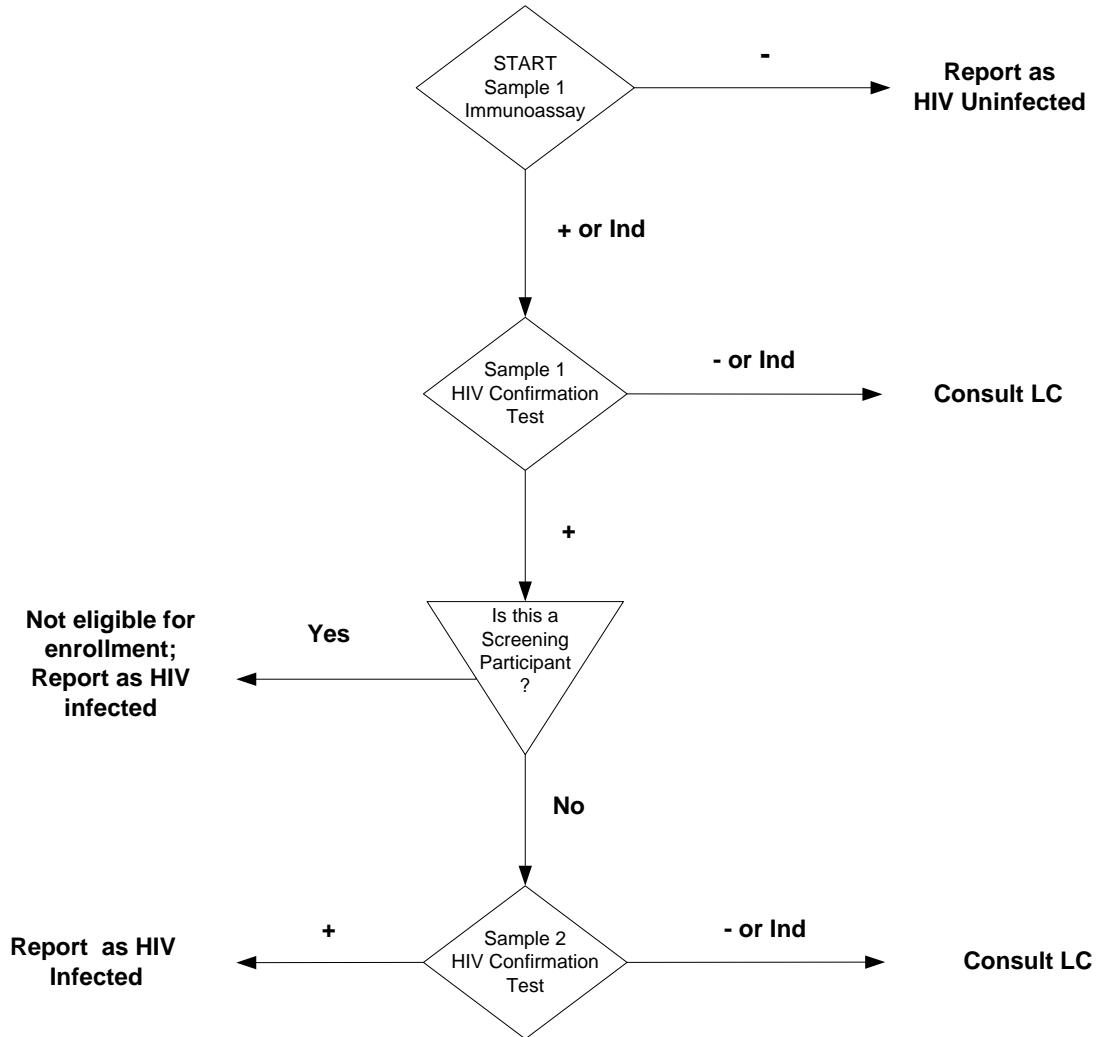 START
Sample 1
Immunoassay
-
Report as
HIV Uninfected
+ or Ind
Sample 1
HIV Confirmation
Test
- or Ind
Consult LC
+
Is this a
Screening
Participant
?
Yes
Not eligible for
enrollment;
Report as HIV
infected
No
Sample 2
HIV Confirmation
Test
+
Report as HIV
Infected
- or Ind
Consult LC